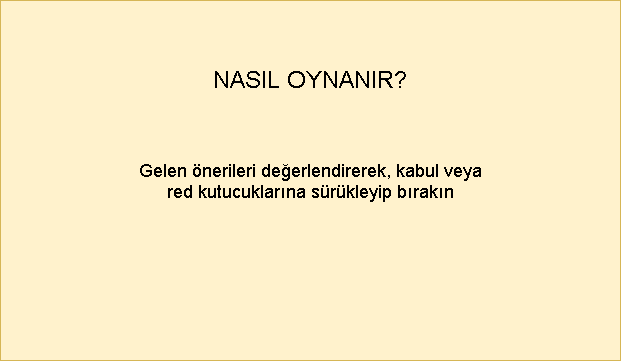 NASIL OYNANIR?
Gelen önerileri değerlendirerek, kabul veya
red kutucuklarına sürükleyip bırakın